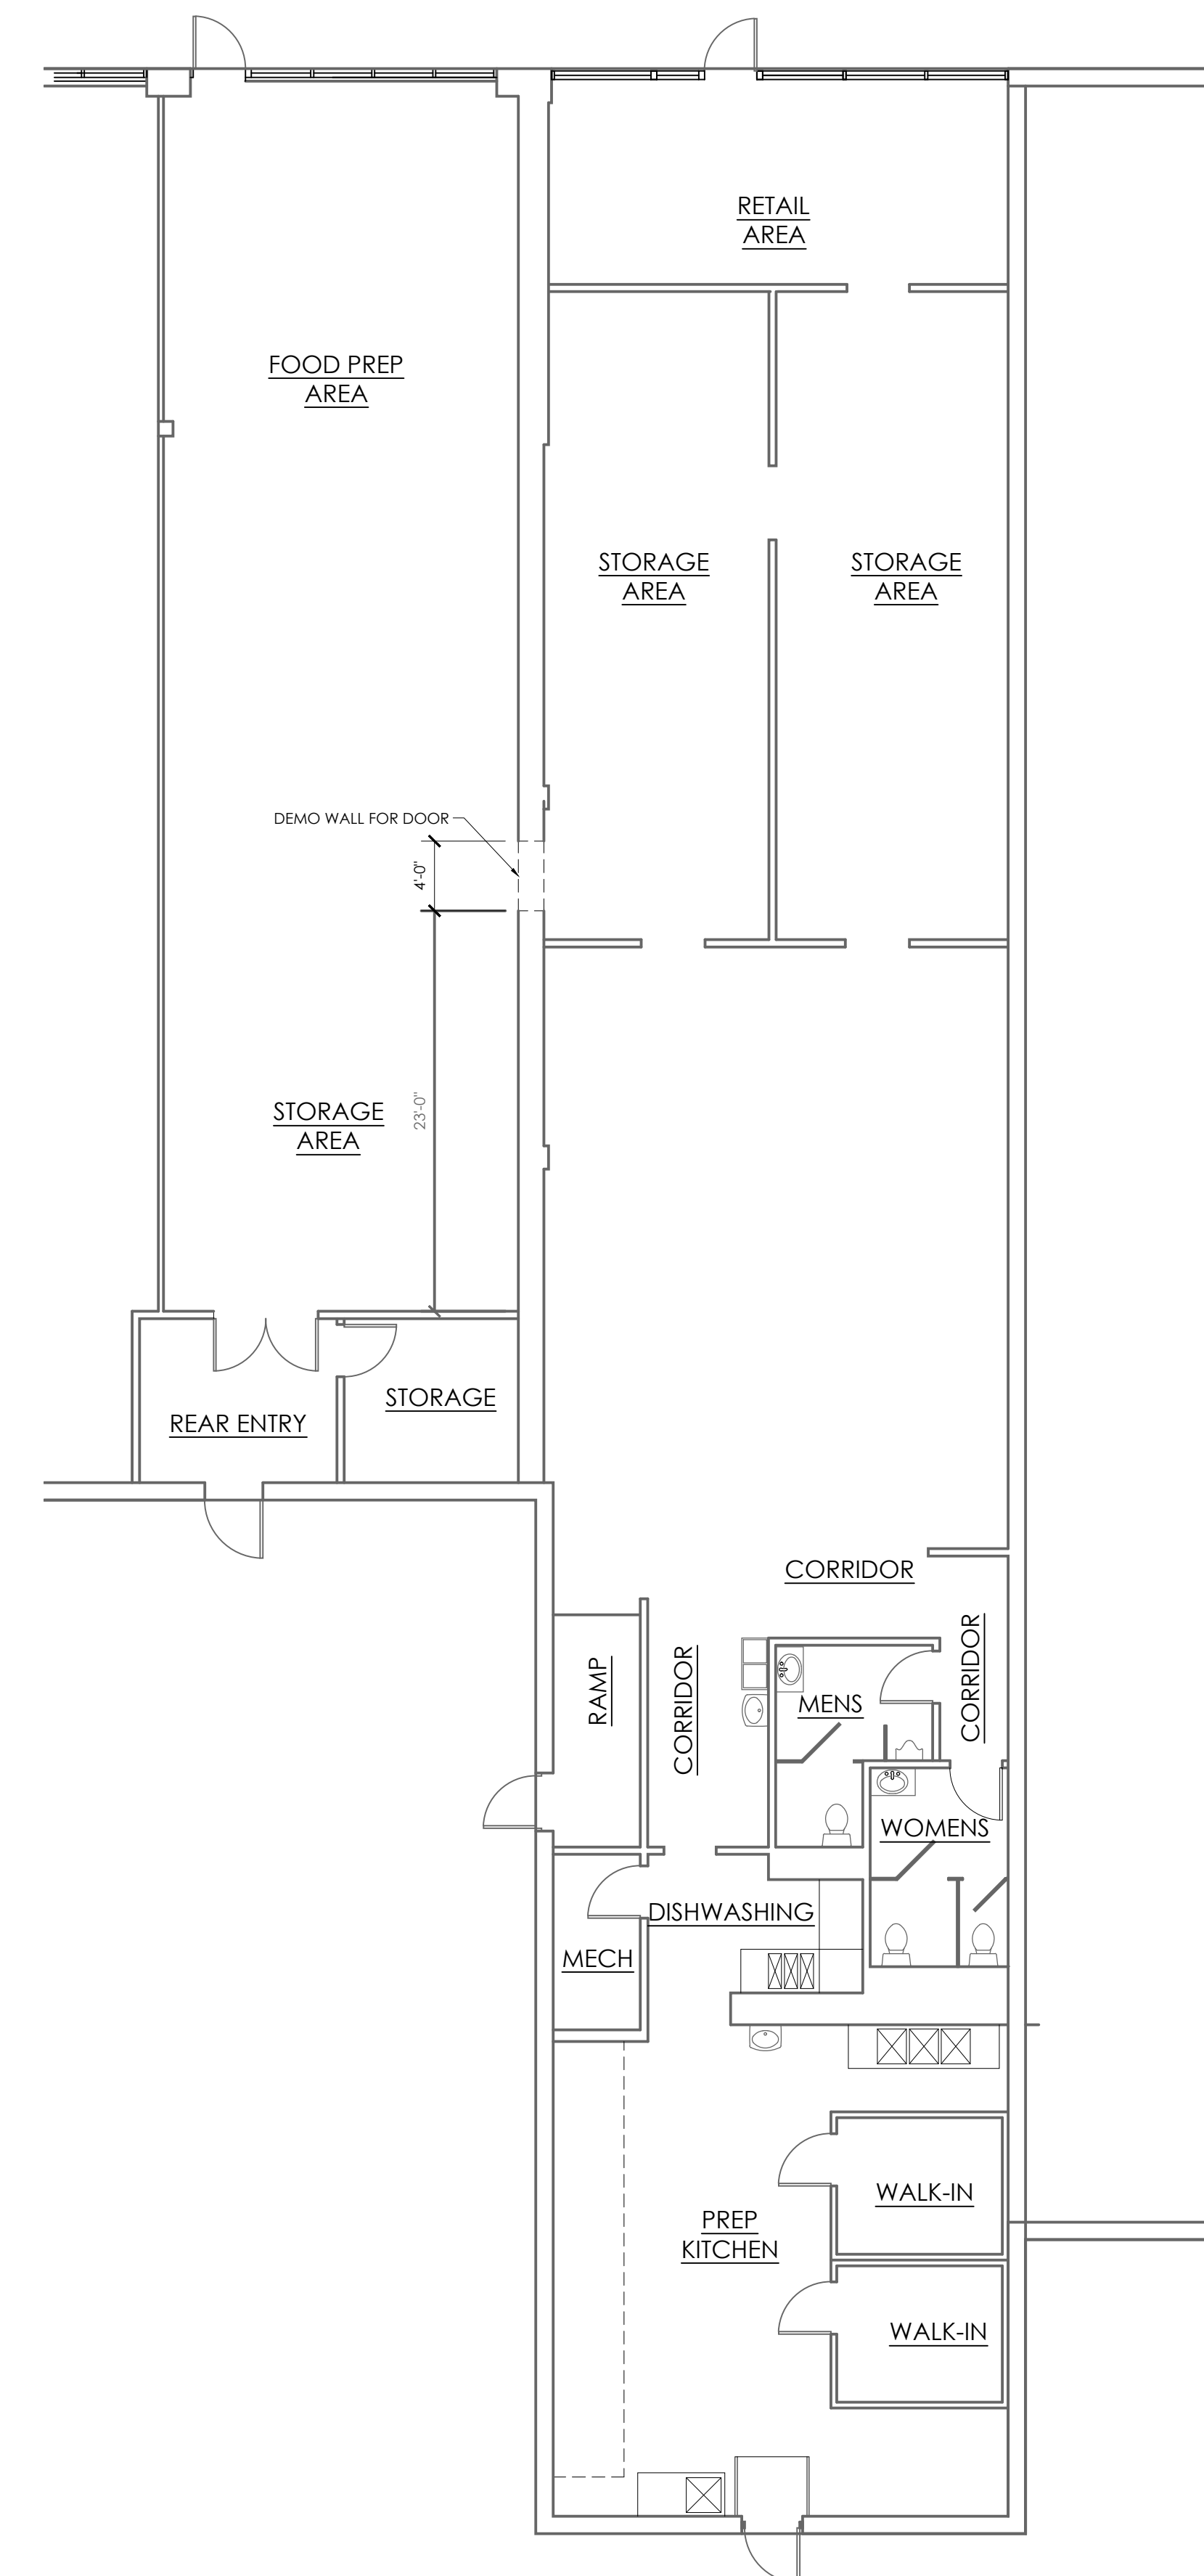 RETAIL
AREA
FOOD PREP
AREA
STORAGE
AREA
STORAGE
AREA
DEMO WALL FOR DOOR
4'-0"
23'-0"
STORAGE
AREA
STORAGE
REAR ENTRY
CORRIDOR
CORRIDOR
RAMP
CORRIDOR
MENS
WOMENS
DISHWASHING
MECH
WALK-IN
PREP
KITCHEN
WALK-IN